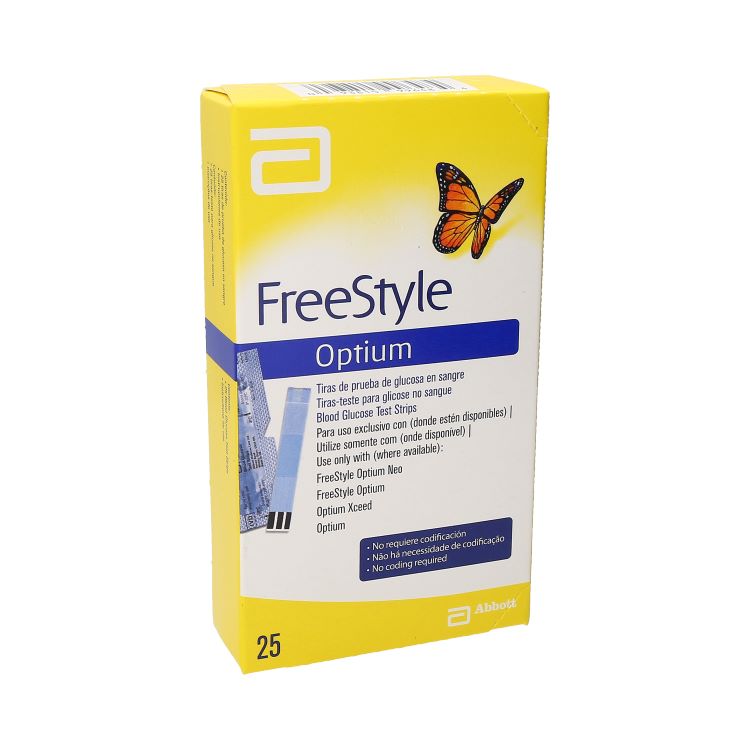 FreeStyle
Optium
Tiras de prueba de glucosa en sangre
Tiras-teste para glicose no sangue
Blood Glucose Test Strips
Para uso exclusivo con (donde estén disponibles) |
Utilize somente com (onde disponível) |
Use only with (where available):
FreeStyle Optium Neo
FreeStyle Optium
Optium Xceed
Optium
• No requiere codificación
• Não há necessidade de codificação
• No coding required
Abbott
25